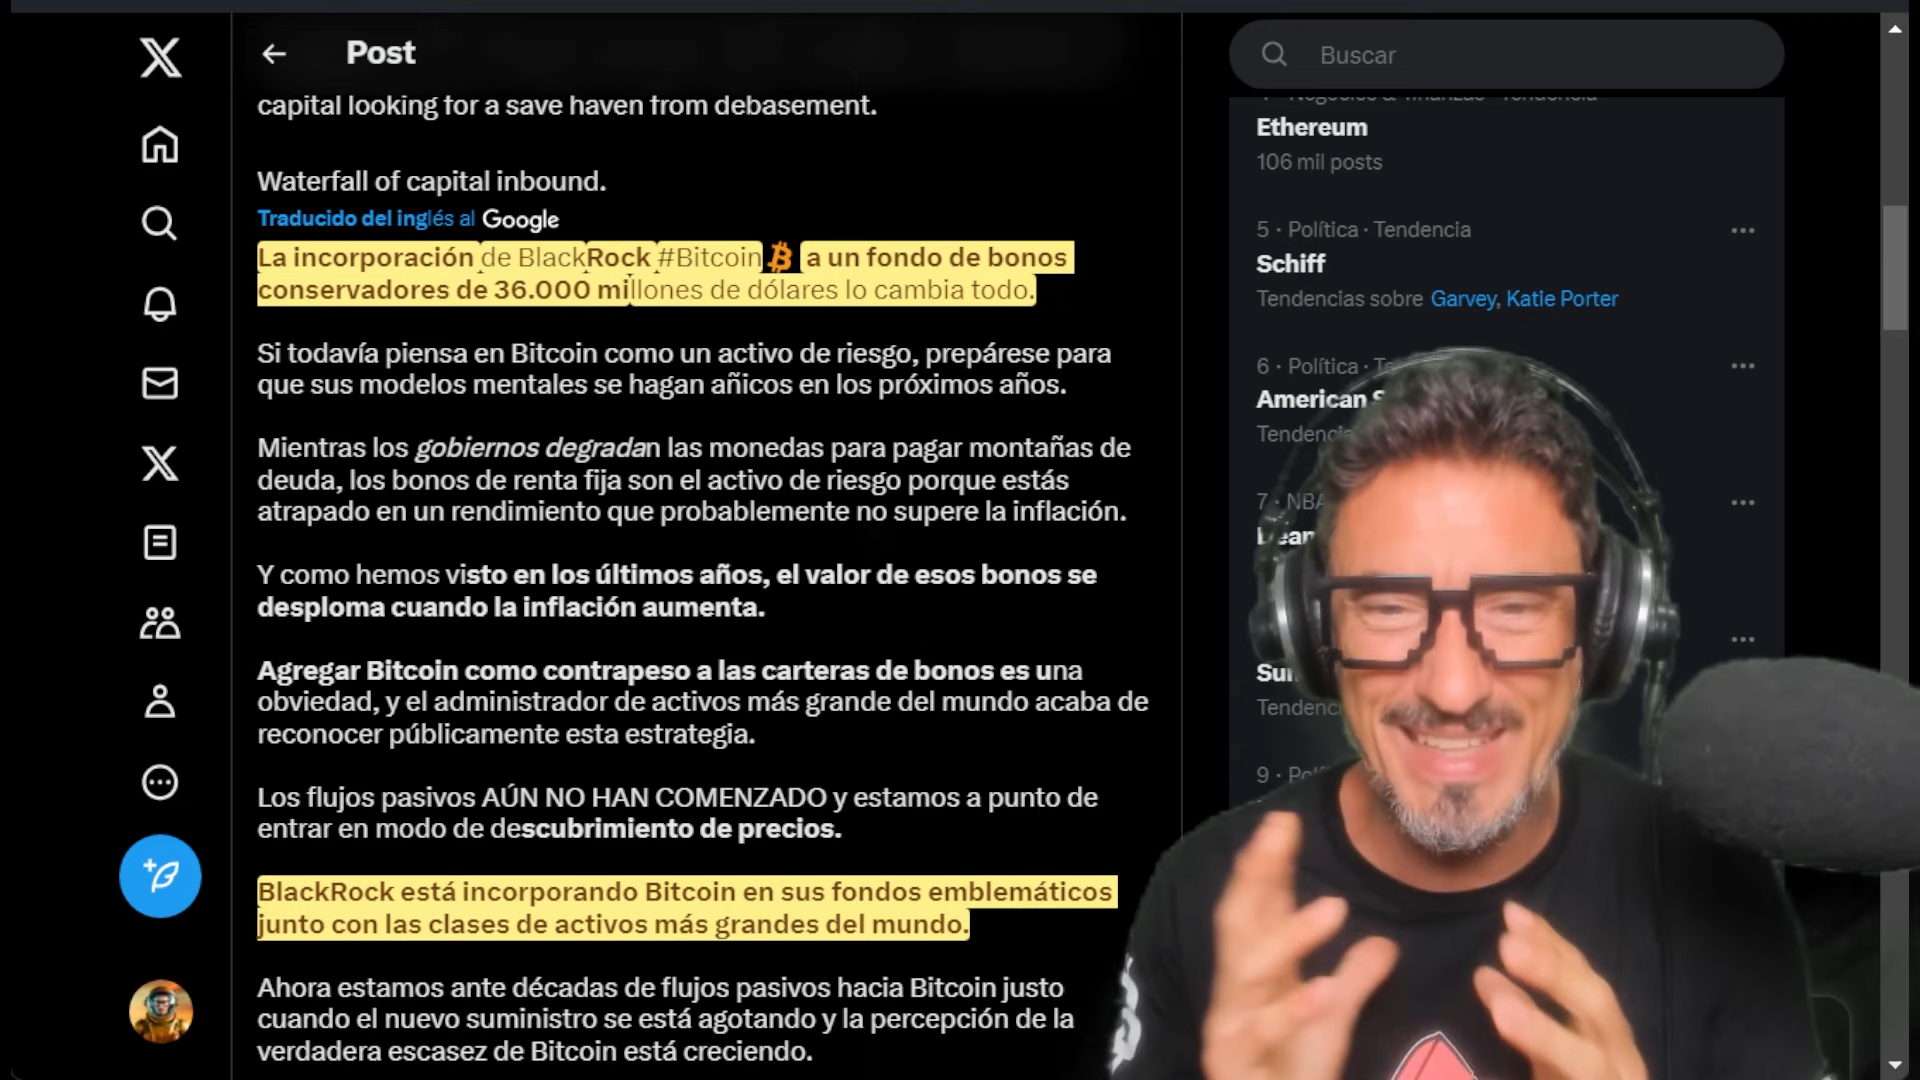 Post
Buscar
capital looking for a save haven from debasement.
Waterfall of capital inbound.
Traducido del inglés al Google
La incorporación de BlackRock #Bitcoin a un fondo de bonos
conservadores de 36.000 millones de dólares lo cambia todo.
Si todavía piensa en Bitcoin como un activo de riesgo, prepárese para
que sus modelos mentales se hagan añicos en los próximos años.
Mientras los gobiernos degradan las monedas para pagar montañas de
deuda, los bonos de renta fija son el activo de riesgo porque estás
atrapado en un rendimiento que probablemente no supere la inflación.
Y como hemos visto en los últimos años, el valor de esos bonos se
desploma cuando la inflación aumenta.
Agregar Bitcoin como contrapeso a las carteras de bonos es una
obviedad, y el administrador de activos más grande del mundo acaba de
reconocer públicamente esta estrategia.
Los flujos pasivos AÚN NO HAN COMENZADO y estamos a punto de
entrar en modo de descubrimiento de precios.
BlackRock está incorporando Bitcoin en sus fondos emblemáticos
junto con las clases de activos más grandes del mundo.
Ahora estamos ante décadas de flujos pasivos hacia Bitcoin justo
cuando el nuevo suministro se está agotando y la percepción de la
verdadera escasez de Bitcoin está creciendo.
Ethereum
106 mil posts
5 · Política · Tendencia
Schiff
Tendencias sobre Garvey, Katie Porter
6 · Política ·
American
7 · NBA
9 ·